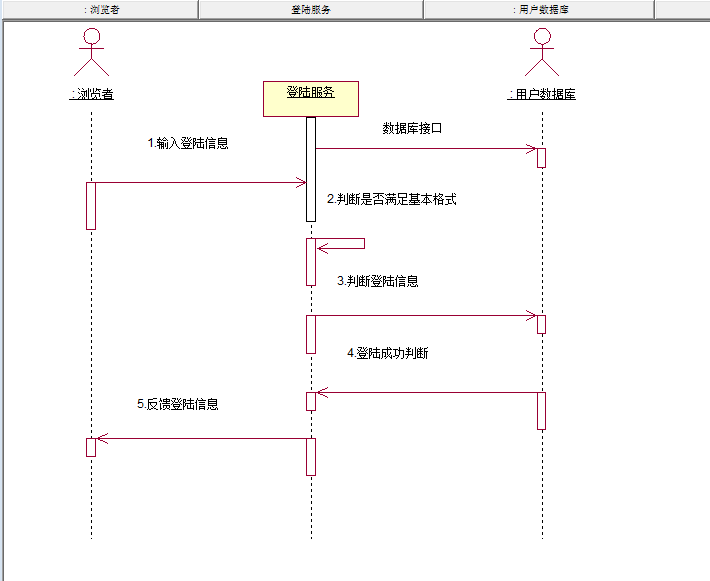 : 浏览者
登陆服务
: 用户数据库
: 浏览者
登陆服务
: 用户数据库
数据库接口
1.输入登陆信息
2.判断是否满足基本格式
3.判断登陆信息
4.登陆成功判断
5.反馈登陆信息